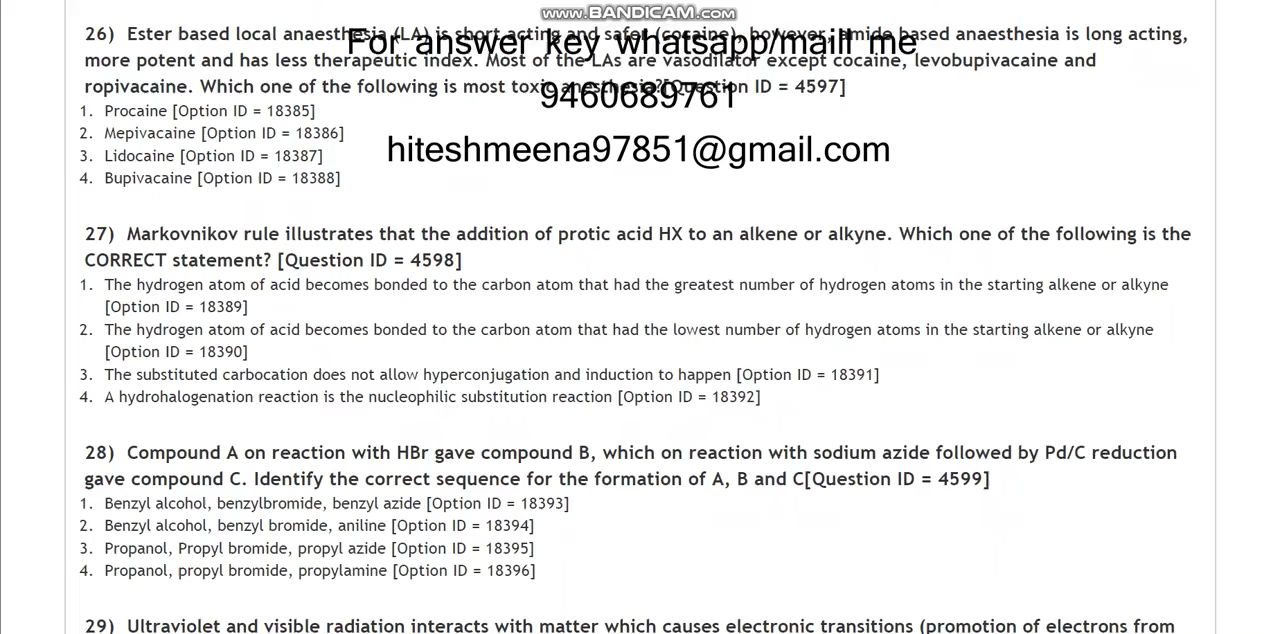 www.BANDICAM.com
26) Ester based local anaesthesia (LA) is short acting and safer (cocaine), however, amide based anaesthesia is long acting,
For answer key whatsapp/maill me
more potent and has less therapeutic index. Most of the LAs are vasodilator except cocaine, levobupivacaine and
ropivacaine. Which one of the following is most toxic anesthesia?[Question ID = 4597]
9460689761
1. Procaine [Option ID = 18385]
2. Mepivacaine [Option ID = 18386]
hiteshmeena97851@gmail.com
3. Lidocaine [Option ID = 18387]
4. Bupivacaine [Option ID = 18388]
27) Markovnikov rule illustrates that the addition of protic acid HX to an alkene or alkyne. Which one of the following is the
CORRECT statement? [Question ID = 4598]
1. The hydrogen atom of acid becomes bonded to the carbon atom that had the greatest number of hydrogen atoms in the starting alkene or alkyne
[Option ID = 18389]
2. The hydrogen atom of acid becomes bonded to the carbon atom that had the lowest number of hydrogen atoms in the starting alkene or alkyne
[Option ID = 18390]
3. The substituted carbocation does not allow hyperconjugation and induction to happen [Option ID = 18391]
4. A hydrohalogenation reaction is the nucleophilic substitution reaction [Option ID = 18392]
28) Compound A on reaction with HBr gave compound B, which on reaction with sodium azide followed by Pd/C reduction
gave compound C. Identify the correct sequence for the formation of A, B and C[Question ID = 4599]
1. Benzyl alcohol, benzylbromide, benzyl azide [Option ID = 18393]
2. Benzyl alcohol, benzyl bromide, aniline [Option ID = 18394]
3. Propanol, Propyl bromide, propyl azide [Option ID = 18395]
4. Propanol, propyl bromide, propylamine [Option ID = 18396]
29) Ultraviolet and visible radiation interacts with matter which causes electronic transitions (promotion of electrons from